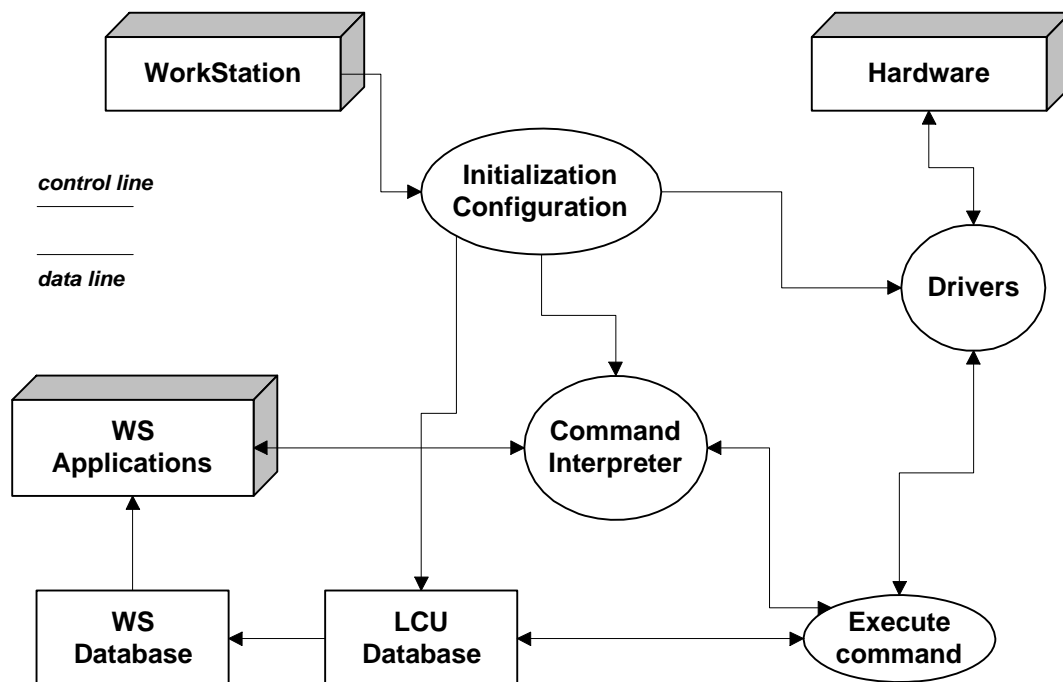 WorkStation
Hardware
Initialization
Configuration
control line
data line
Drivers
WS
Applications
Command
Interpreter
WS
Database
LCU
Database
Execute
command